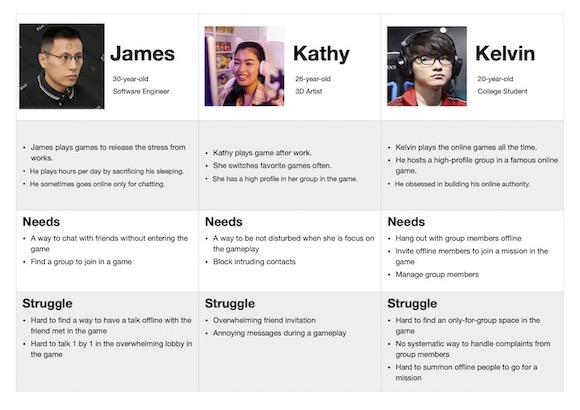 James
30-year-old
Software Engineer
Kathy
26-year-old
3D Artist
Kelvin
20-year-old
College Student
• James plays games to release the stress from
works.
• He plays hours per day by sacrificing his sleeping.
• He sometimes goes online only for chatting.
• Kathy plays game after work.
• She switches favorite games often.
• She has a high profile in her group in the game.
• Kelvin plays the online games all the time.
• He hosts a high-profile group in a famous online
game.
• He obsessed in building his online authority.
Needs
• A way to chat with friends without entering the
game
• Find a group to join in a game
Needs
• A way to be not disturbed when she is focus on
the gameplay
• Block intruding contacts
Needs
• Hang out with group members offline
• Invite offline members to join a mission in the
game
• Manage group members
Struggle
• Hard to find a way to have a talk offline with the
friend met in the game
• Hard to talk 1 by 1 in the overwhelming lobby in
the game
Struggle
• Overwhelming friend invitation
• Annoying messages during a gameplay
Struggle
• Hard to find an only-for-group space in the
game
• No systematic way to handle complaints from
group members
• Hard to summon offline people to go for a
mission